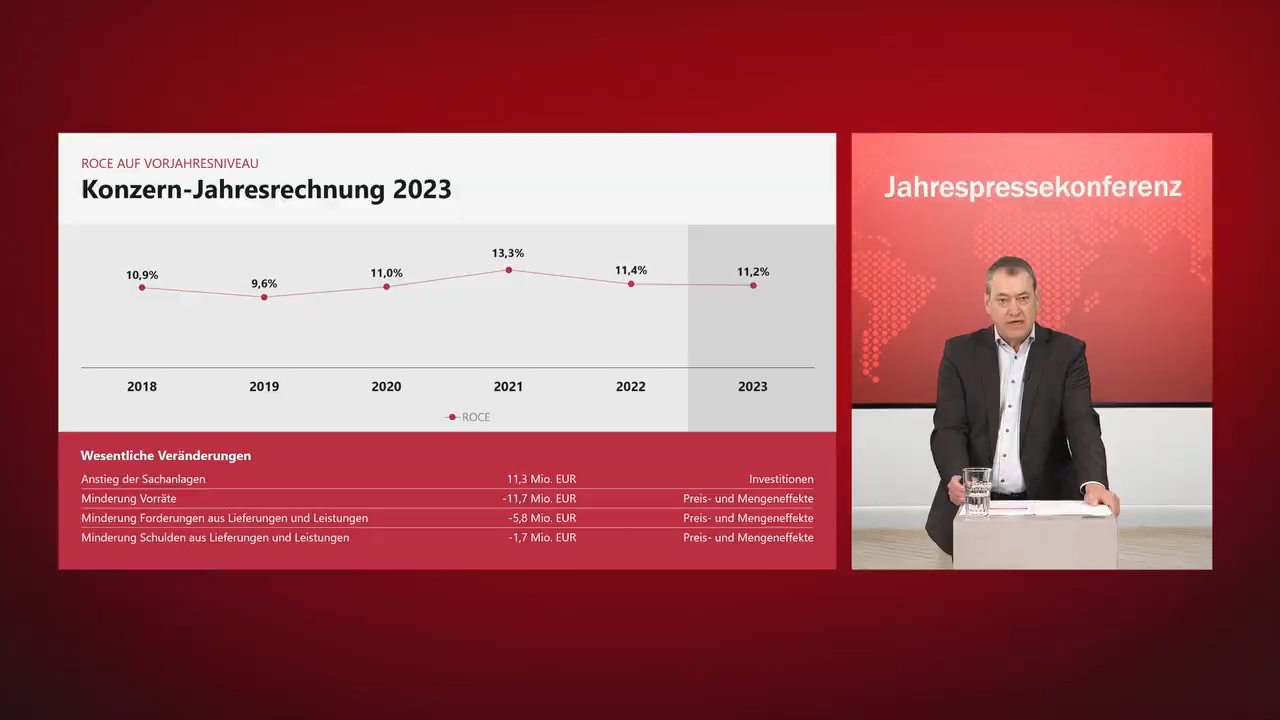 ROCE AUF VORJAHRESNIVEAU
Konzern-Jahresrechnung 2023
10,9%
9,6%
11,0%
13,3%
11,4%
11,2%
2018
2019
2020
2021
2022
2023
ROCE
Wesentliche Veränderungen
Anstieg der Sachanlagen 11,3 Mio. EUR Investitionen
Minderung Vorräte -11,7 Mio. EUR Preis- und Mengeneffekte
Minderung Forderungen aus Lieferungen und Leistungen -5,8 Mio. EUR Preis- und Mengeneffekte
Minderung Schulden aus Lieferungen und Leistungen -1,7 Mio. EUR Preis- und Mengeneffekte
Jahrespressekonferenz